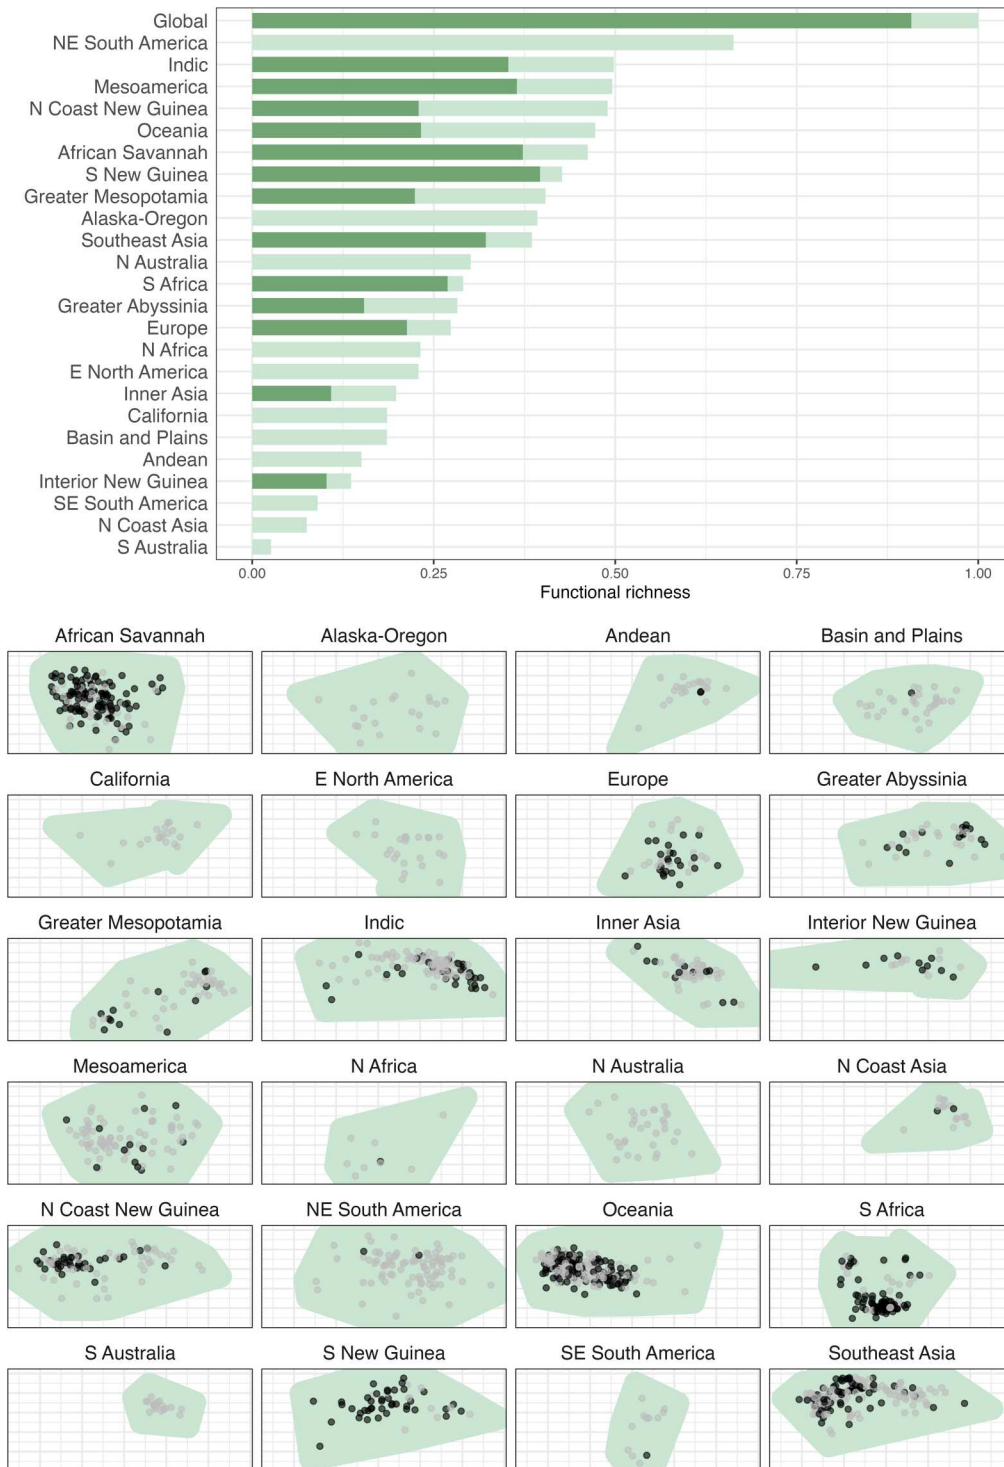 Global
NE South America
Indic
Mesoamerica
N Coast New Guinea
Oceania
African Savannah
S New Guinea
Greater Mesopotamia
Alaska-Oregon
Southeast Asia
N Australia
S Africa
Greater Abyssinia
Europe
N Africa
E North America
Inner Asia
California
Basin and Plains
Andean
Interior New Guinea
SE South America
N Coast Asia
S Australia
0.00 0.25 0.50 0.75 1.00
Functional richness
African Savannah Alaska-Oregon Andean Basin and Plains
California E North America Europe Greater Abyssinia
Greater Mesopotamia Indic Inner Asia Interior New Guinea
Mesoamerica N Africa N Australia N Coast Asia
N Coast New Guinea NE South America Oceania S Africa
S Australia S New Guinea SE South America Southeast Asia